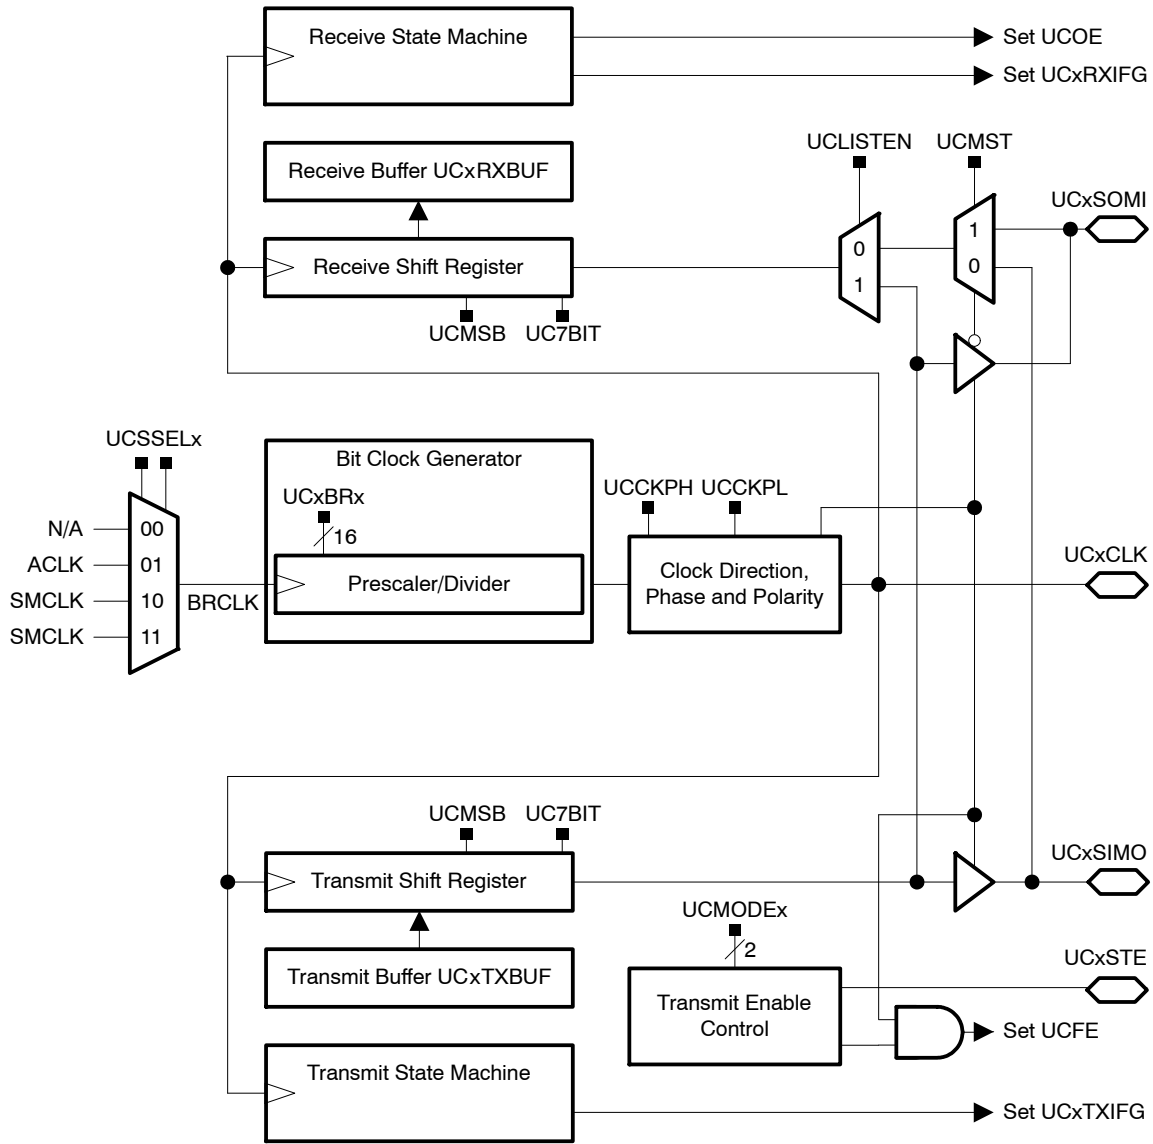 Receive State Machine
Set UCOE
Set UCxRXIFG
UCLISTEN
UCMST
Receive Buffer UCxRXBUF
UCxSOMI
1
0
0
1
Receive Shift Register
UCMSB
UC7BIT
UCSSELx
Bit Clock Generator
UCxBRx
16
UCCKPH
UCCKPL
N/A
00
ACLK
01
SMCLK
10
SMCLK
11
BRCLK
Prescaler/Divider
Clock Direction,
Phase and Polarity
UCxCLK
UCMSB
UC7BIT
Transmit Shift Register
UCxSIMO
UCMODEx
2
Transmit Buffer UCxTXBUF
UCxSTE
Transmit Enable
Control
Set UCFE
Transmit State Machine
Set UCxTXIFG